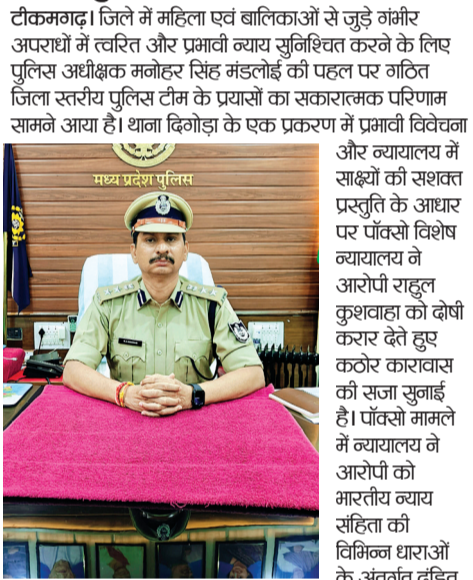 टीकमगढ़। जिले में महिला एवं बालिकाओं से जुड़े गंभीर
अपराधों में त्वरित और प्रभावी न्याय सुनिश्चित करने के लिए
पुलिस अधीक्षक मनोहर सिंह मंडलोई की पहल पर गठित
जिला स्तरीय पुलिस टीम के प्रयासों का सकारात्मक परिणाम
सामने आया है। थाना दिगोड़ा के एक प्रकरण में प्रभावी विवेचना
मध्य प्रदेश पुलिस
और न्यायालय में
साक्ष्यों की सशक्त
प्रस्तुति के आधार
पर पॉक्सो विशेष
न्यायालय ने
आरोपी राहुल
कुशवाहा को दोषी
करार देते हुए
कठोर कारावास
की सजा सुनाई
है। पॉक्सो मामले
में न्यायालय ने
आरोपी को
भारतीय न्याय
संहिता की
विभिन्न धाराओं
के अंतर्गत दंडित